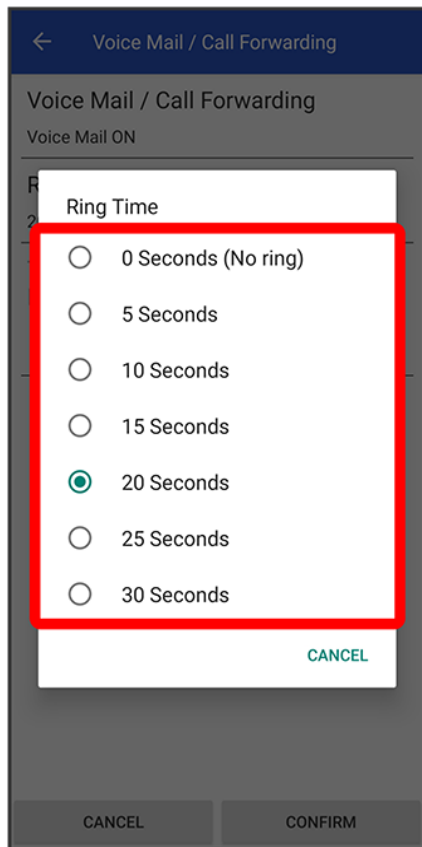 Voice Mail / Call Forwarding
Voice Mail / Call Forwarding
Voice Mail ON
Ring Time
0 Seconds (No ring)
5 Seconds
10 Seconds
15 Seconds
20 Seconds
25 Seconds
30 Seconds
CANCEL
CANCEL
CONFIRM